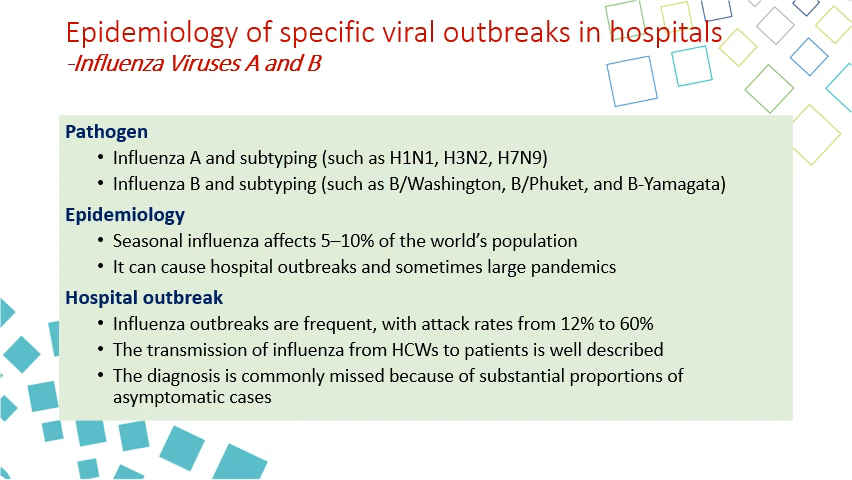 Epidemiology of specific viral outbreaks in hospitals
-Influenza Viruses A and B
Pathogen
• Influenza A and subtyping (such as H1N1, H3N2, H7N9)
• Influenza B and subtyping (such as B/Washington, B/Phuket, and B-Yamagata)
Epidemiology
• Seasonal influenza affects 5–10% of the world’s population
• It can cause hospital outbreaks and sometimes large pandemics
Hospital outbreak
• Influenza outbreaks are frequent, with attack rates from 12% to 60%
• The transmission of influenza from HCWs to patients is well described
• The diagnosis is commonly missed because of substantial proportions of
asymptomatic cases